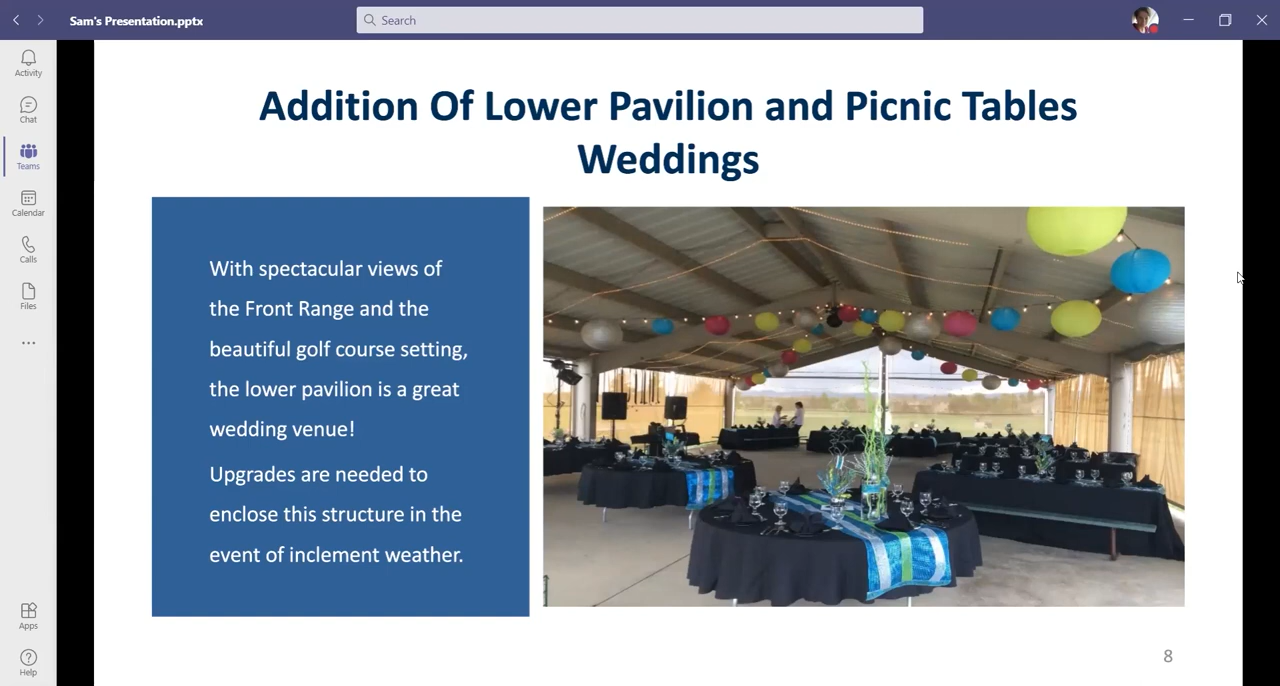 Sam's Presentation.pptx
Search
Activity
Chat
Teams
Calendar
Calls
Files
Apps
Help
Addition Of Lower Pavilion and Picnic Tables
Weddings
With spectacular views of
the Front Range and the
beautiful golf course setting,
the lower pavilion is a great
wedding venue!
Upgrades are needed to
enclose this structure in the
event of inclement weather.
8